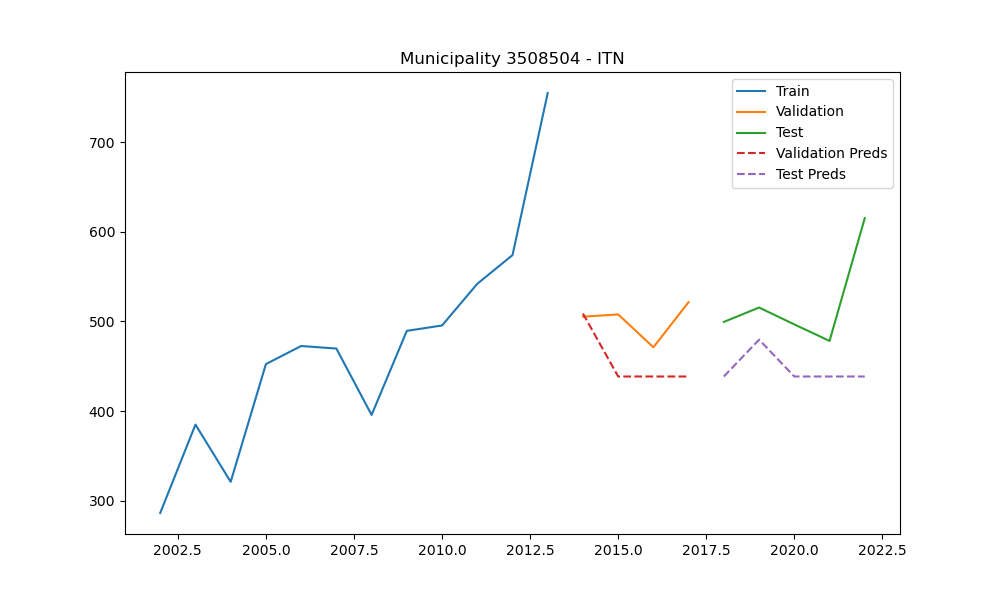 Municipality 3508504 - ITN
Train
Validation
Test
Validation Preds
Test Preds
700
600
500
400
300
2002.5 2005.0 2007.5 2010.0 2012.5 2015.0 2017.5 2020.0 2022.5